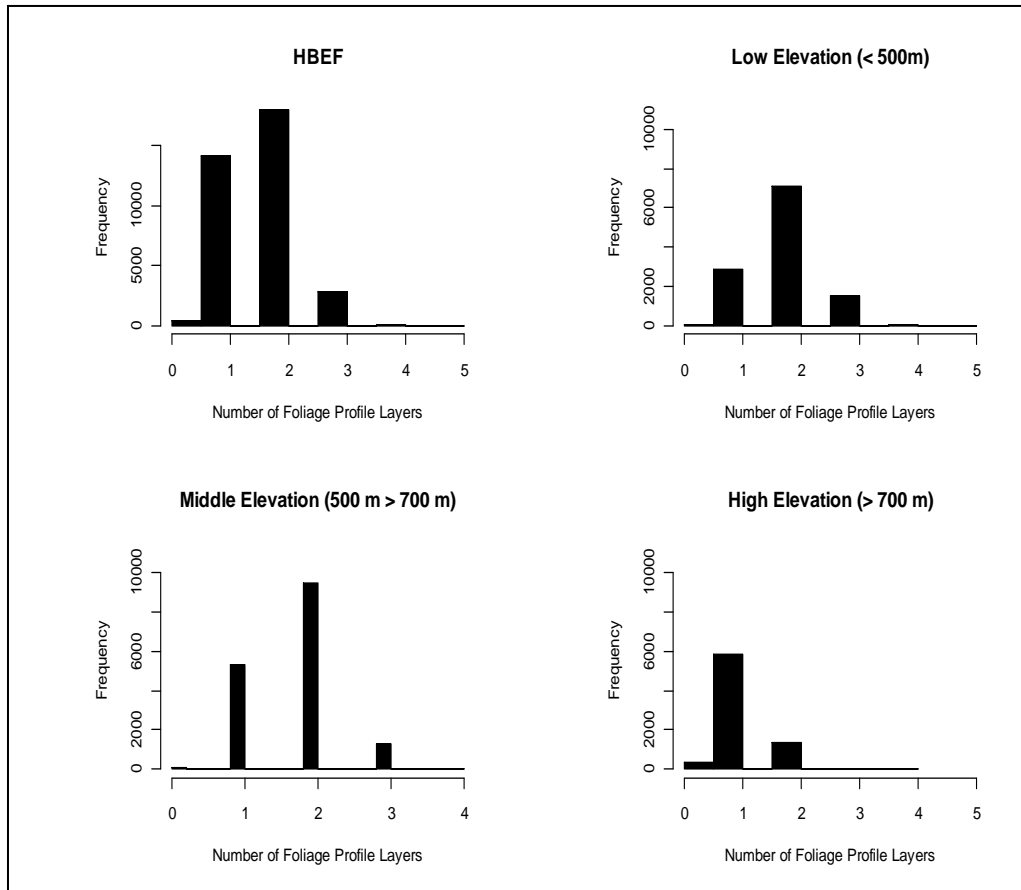 HBEF
Frequency
0
5000
10000
0 1 2 3 4 5
Number of Foliage Profile Layers
Low Elevation (< 500m)
Frequency
0
2000
6000
10000
0 1 2 3 4 5
Number of Foliage Profile Layers
Middle Elevation (500 m > 700 m)
Frequency
0
2000
6000
10000
0 1 2 3 4
Number of Foliage Profile Layers
High Elevation (> 700 m)
Frequency
0
2000
6000
10000
0 1 2 3 4 5
Number of Foliage Profile Layers